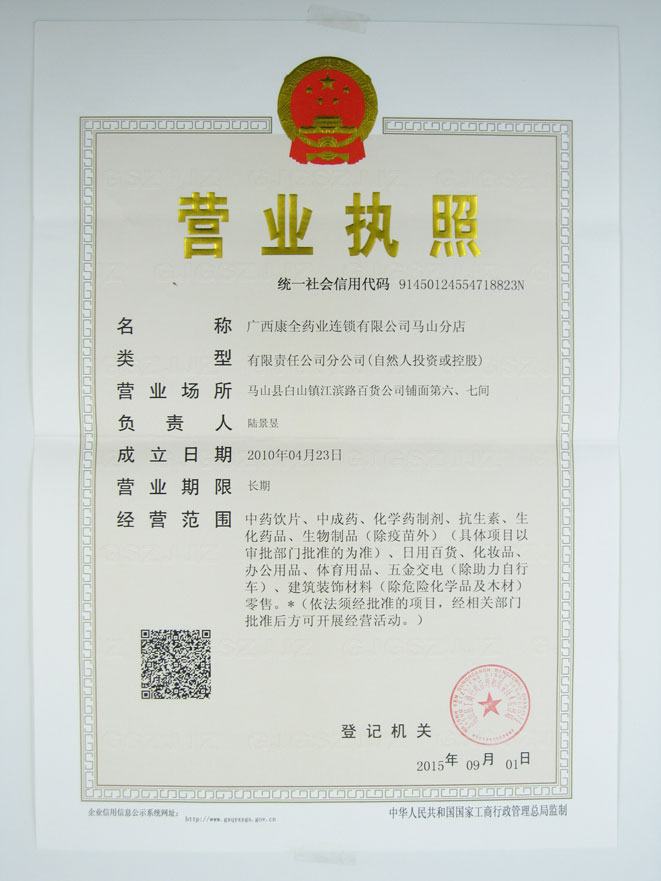 营业执照
统一社会信用代码 91450124554718823N
名称 广西康全药业连锁有限公司马山分店
类型 有限责任公司分公司(自然人投资或控股)
营业场所 马山县白山镇江滨路百货公司铺面第六、七间
负责人 陆景昱
成立日期 2010年04月23日
营业期限 长期
经营范围 中药饮片、中成药、化学药制剂、抗生素、生
化药品、生物制品（除疫苗外）（具体项目以
审批部门批准的为准）、日用百货、化妆品、
办公用品、体育用品、五金交电（除助力自行
车）、建筑装饰材料（除危险化学品及木材）
零售。*（依法须经批准的项目，经相关部门
批准后方可开展经营活动。）
登记机关
2015年 09月 01日
企业信用信息公示系统网址：
中华人民共和国国家工商行政管理总局监制